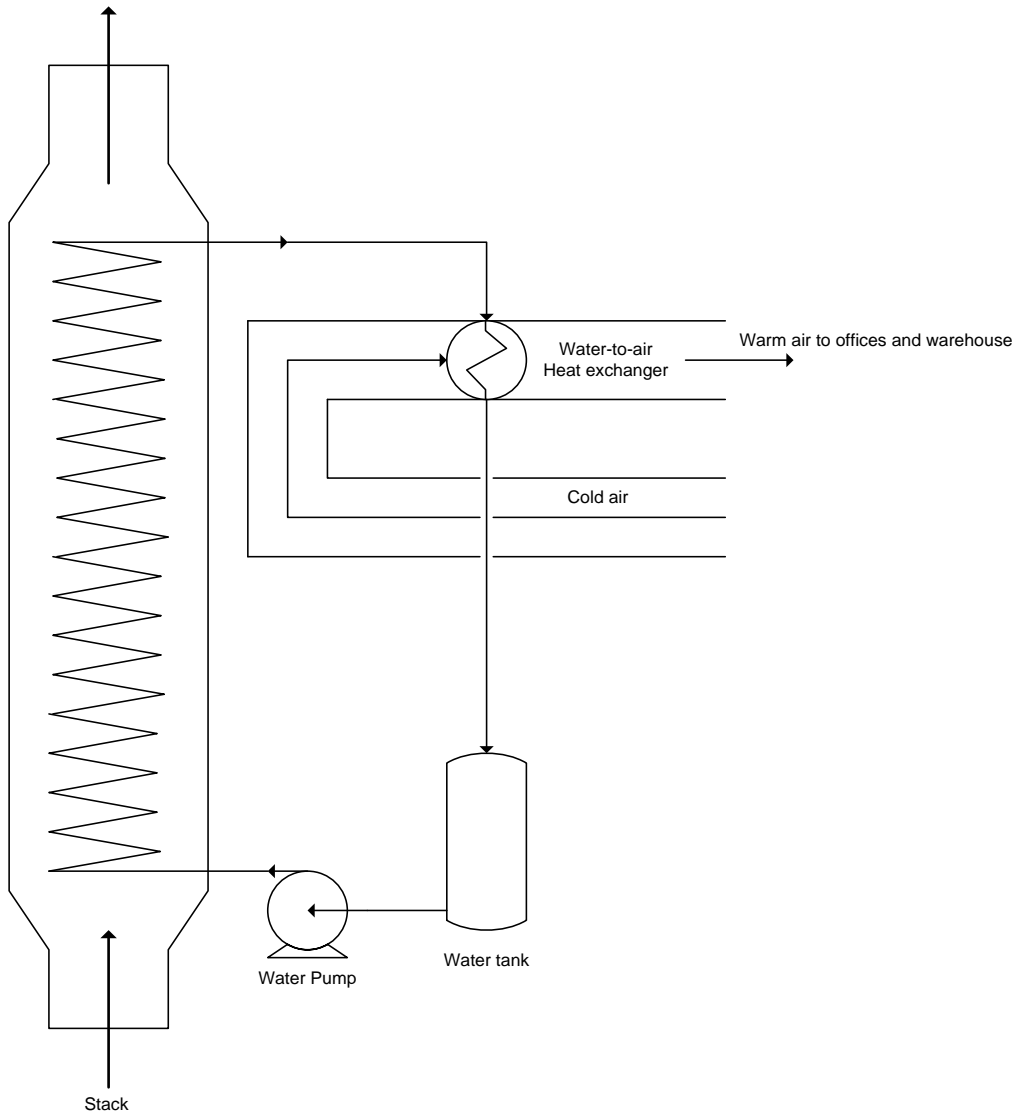 Warm air to offices and warehouse
Water-to-air
Heat exchanger
Cold air
Water tank
Water Pump
Stack